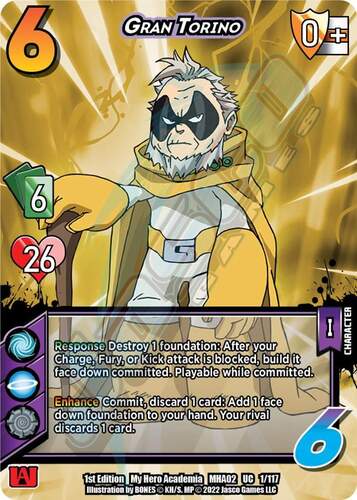 6
GRAN TORINO
0 +
6
26
I
CHARACTER
Response Destroy 1 foundation: After your
Charge, Fury, or Kick attack is blocked, build it
face down committed. Playable while committed.
Enhance Commit, discard 1 card: Add 1 face
down foundation to your hand. Your rival
discards 1 card.
6
1st Edition My Hero Academia MHA02 UC 1/117
Illustration by BONES © KH/S, MP © 2022 Jasco Games LLC
G